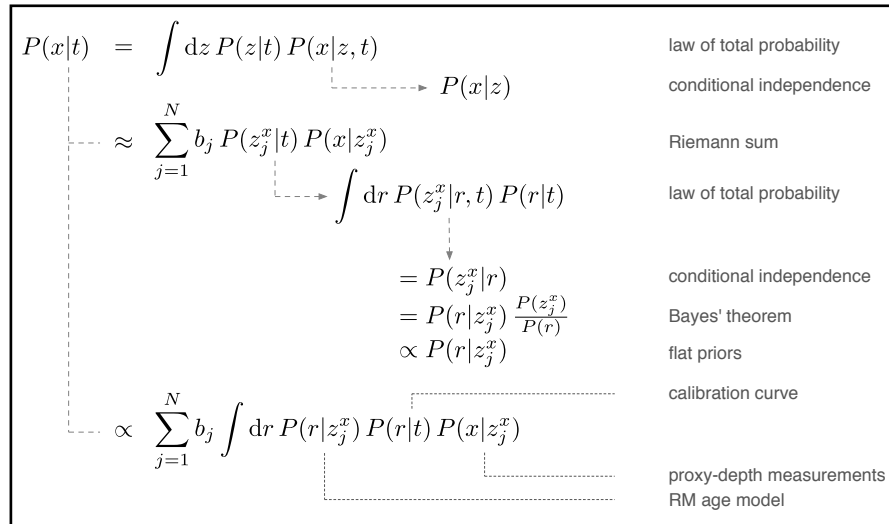 P(x|t) = ∫ dz P(z|t) P(x|z, t) law of total probability
P(x|z) conditional independence
≈ ∑_{j=1}^{N} b_j P(z_j^x|t) P(x|z_j^x) Riemann sum
∫ dr P(z_j^x|r, t) P(r|t) law of total probability
= P(z_j^x|r) conditional independence
= P(r|z_j^x) \frac{P(z_j^x)}{P(r)} Bayes' theorem
∝ P(r|z_j^x) flat priors
calibration curve
∝ ∑_{j=1}^{N} b_j ∫ dr P(r|z_j^x) P(r|t) P(x|z_j^x)
proxy-depth measurements
RM age model